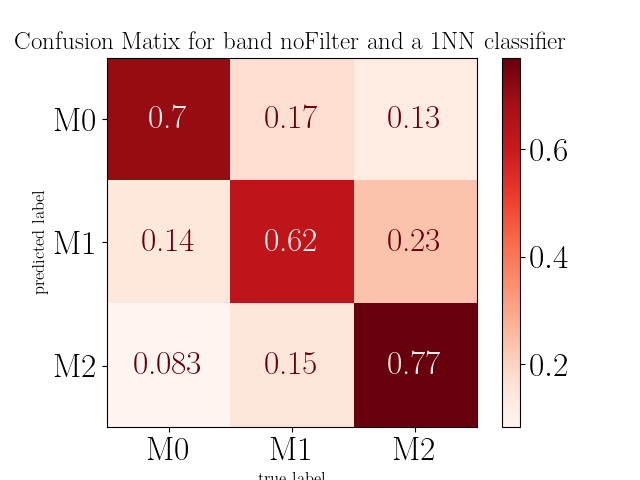 Confusion Matix for band noFilter and a 1NN classifier
M0 0.7 0.17 0.13
0.6
predicted label
M1 0.14 0.62 0.23
0.4
M2 0.083 0.15 0.77
0.2
M0 M1 M2
true label